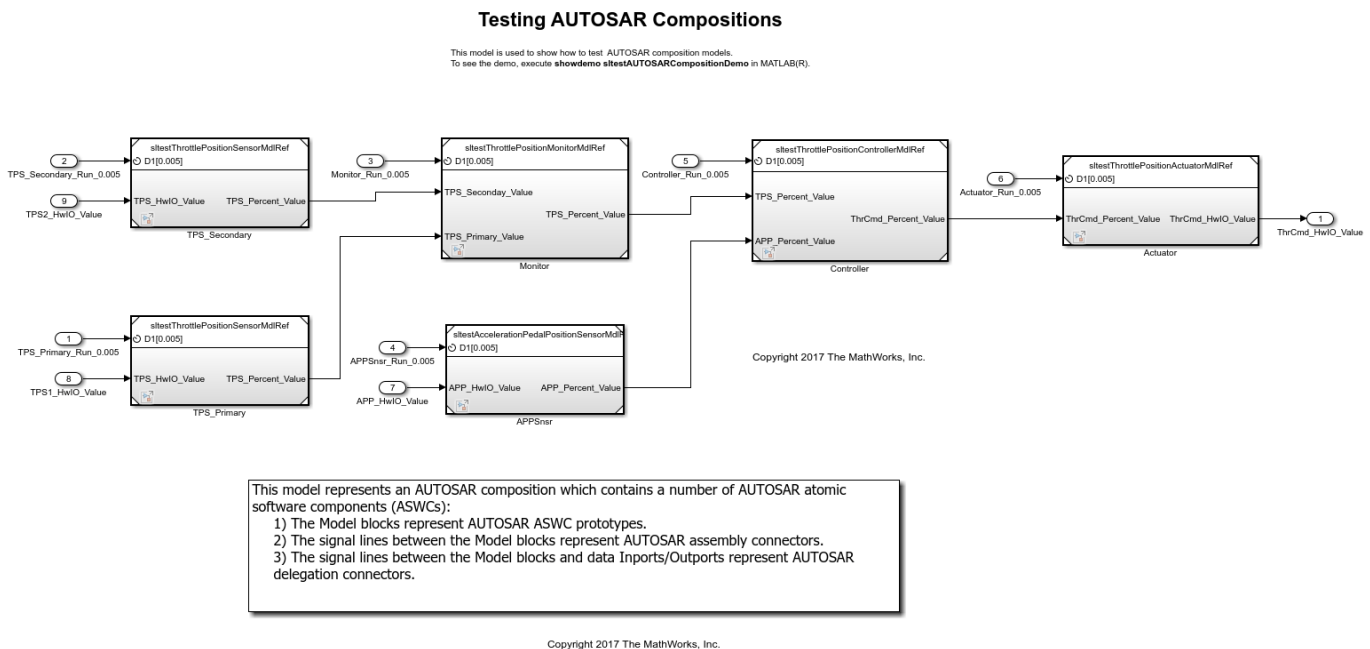 Testing AUTOSAR Compositions
This model is used to show how to test AUTOSAR composition models.
To see the demo, execute showdemo sltestAUTOSARCompositionDemo in MATLAB(R).
2
TPS_Secondary_Run_0.005
9
TPS2_HwIO_Value
sltestThrottlePositionSensorMdlRef
D1[0.005]
TPS_HwIO_Value
TPS_Percent_Value
TPS_Secondary
3
Monitor_Run_0.005
sltestThrottlePositionMonitorMdlRef
D1[0.005]
TPS_Seconday_Value
TPS_Percent_Value
TPS_Primary_Value
Monitor
5
Controller_Run_0.005
sltestThrottlePositionControllerMdlRef
D1[0.005]
TPS_Percent_Value
ThrCmd_Percent_Value
APP_Percent_Value
Controller
6
Actuator_Run_0.005
sltestThrottlePositionActuatorMdlRef
D1[0.005]
ThrCmd_Percent_Value
ThrCmd_HwIO_Value
Actuator
1
ThrCmd_HwIO_Value
1
TPS_Primary_Run_0.005
8
TPS1_HwIO_Value
sltestThrottlePositionSensorMdlRef
D1[0.005]
TPS_HwIO_Value
TPS_Percent_Value
TPS_Primary
4
APPSnsr_Run_0.005
7
APP_HwIO_Value
sltestAccelerationPedalPositionSensorMdlR
D1[0.005]
APP_HwIO_Value
APP_Percent_Value
APPSnsr
Copyright 2017 The MathWorks, Inc.
This model represents an AUTOSAR composition which contains a number of AUTOSAR atomic
software components (ASWCs):
1) The Model blocks represent AUTOSAR ASWC prototypes.
2) The signal lines between the Model blocks represent AUTOSAR assembly connectors.
3) The signal lines between the Model blocks and data Inports/Outports represent AUTOSAR
delegation connectors.
Copyright 2017 The MathWorks, Inc.